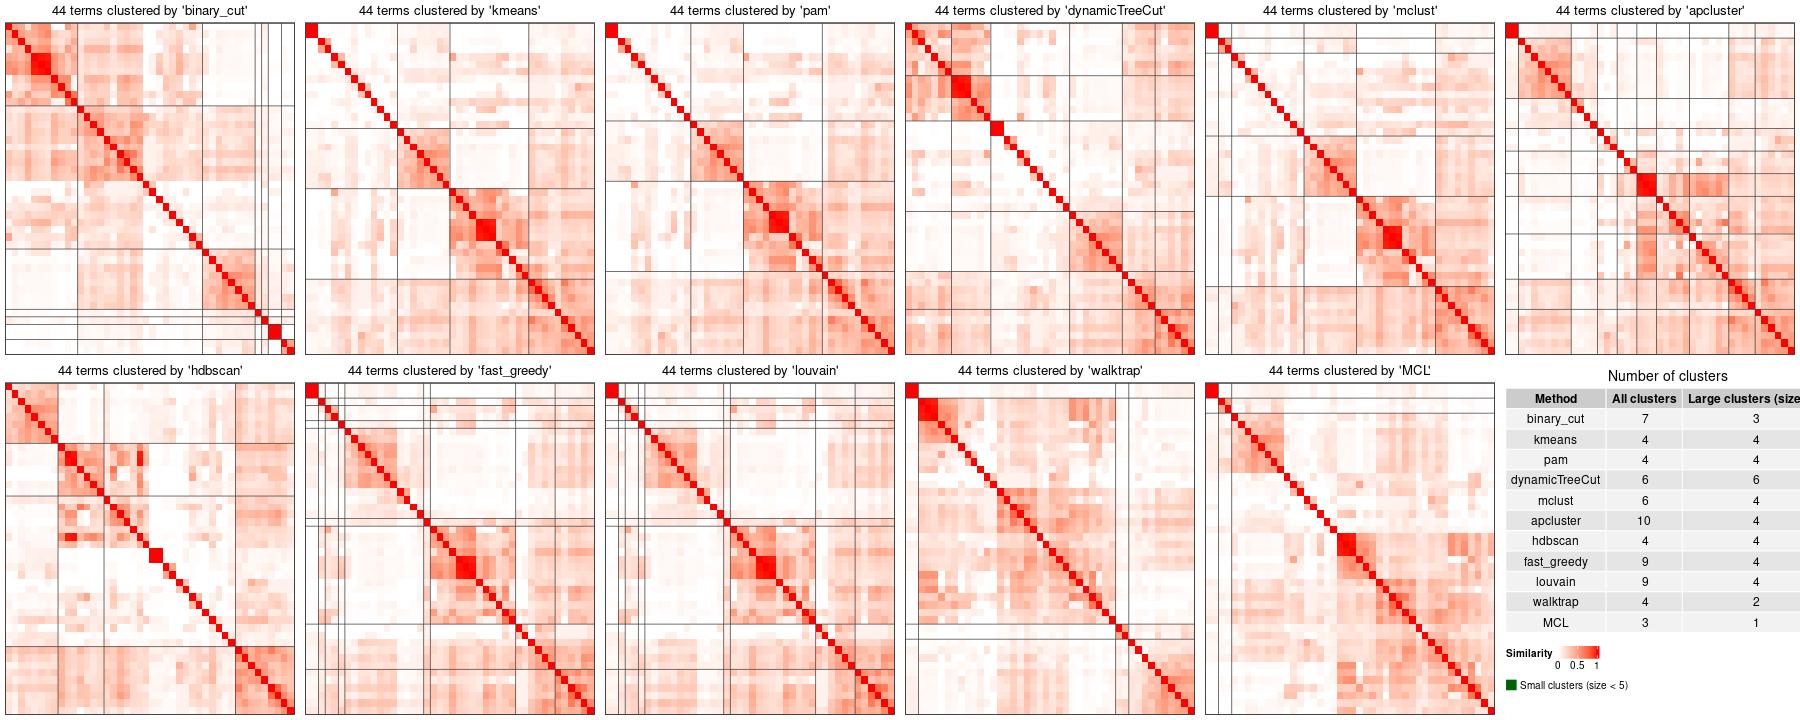 44 terms clustered by 'binary_cut'
44 terms clustered by 'kmeans'
44 terms clustered by 'pam'
44 terms clustered by 'dynamicTreeCut'
44 terms clustered by 'mclust'
44 terms clustered by 'apcluster'
44 terms clustered by 'hdbscan'
44 terms clustered by 'fast_greedy'
44 terms clustered by 'louvain'
44 terms clustered by 'walktrap'
44 terms clustered by 'MCL'
Number of clusters
Method All clusters Large clusters (size
binary_cut 7 3
kmeans 4 4
pam 4 4
dynamicTreeCut 6 6
mclust 6 4
apcluster 10 4
hdbscan 4 4
fast_greedy 9 4
louvain 9 4
walktrap 4 2
MCL 3 1
Similarity
0 0.5 1
Small clusters (size < 5)